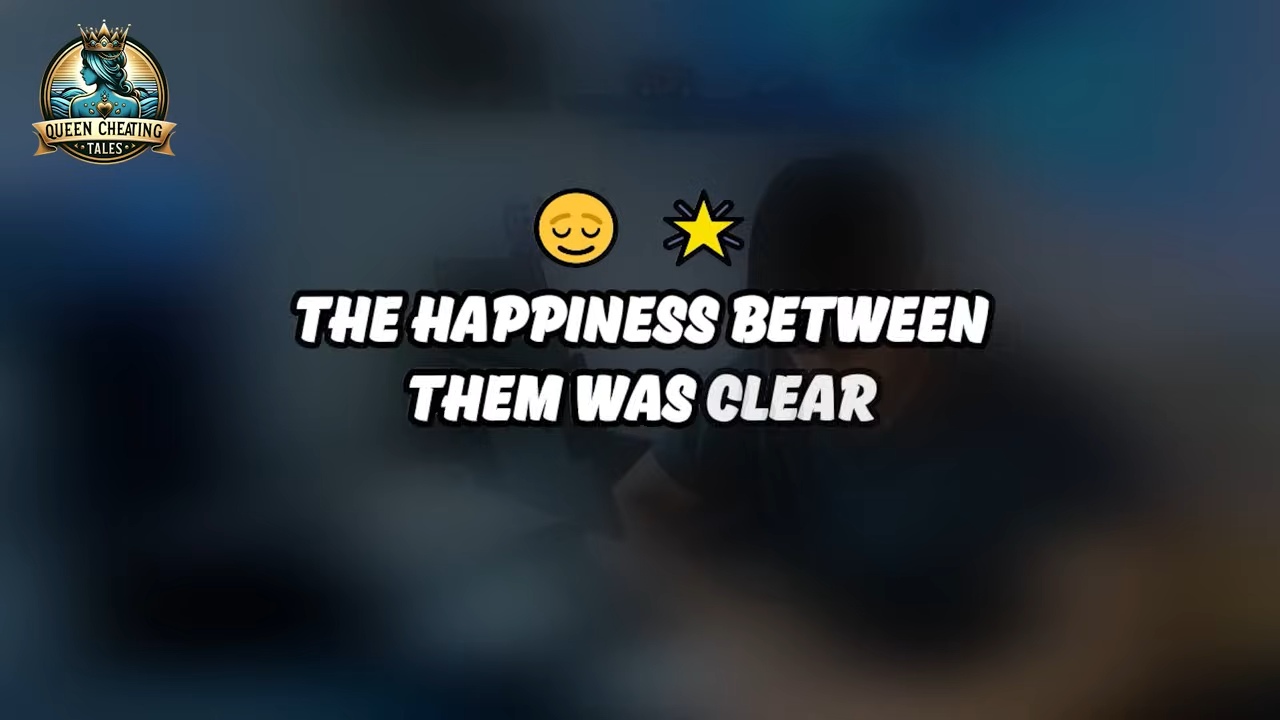 QUEEN CHEATING
TALES
THE HAPPINESS BETWEEN
THEM WAS CLEAR